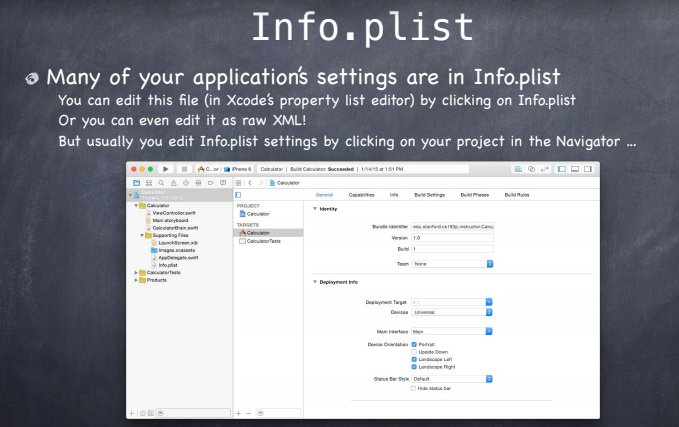 Info.plist
Many of your application's settings are in Info.plist
You can edit this file (in Xcode's property list editor) by clicking on Info.plist
Or you can even edit it as raw XML!
But usually you edit Info.plist settings by clicking on your project in the Navigator ...
C...or
iPhone 6
Calculator | Build Calculator: Succeeded | 1/14/15 at 1:51 PM
Calculator
Calculator
General Capabilities Info Build Settings Build Phases Build Rules
Calculator
ViewController.swift
Main.storyboard
CalculatorBrain.swift
Supporting Files
LaunchScreen.xib
Images.xcassets
AppDelegate.swift
Info.plist
CalculatorTests
Products
PROJECT
Calculator
TARGETS
Calculator
CalculatorTests
Identity
Bundle Identifier edu.stanford.cs193p.instructor.Calcu
Version 1.0
Build 1
Team None
Deployment Info
Deployment Target
Devices Universal
Main Interface Main
Device Orientation Portrait
Upside Down
Landscape Left
Landscape Right
Status Bar Style Default
Hide status bar